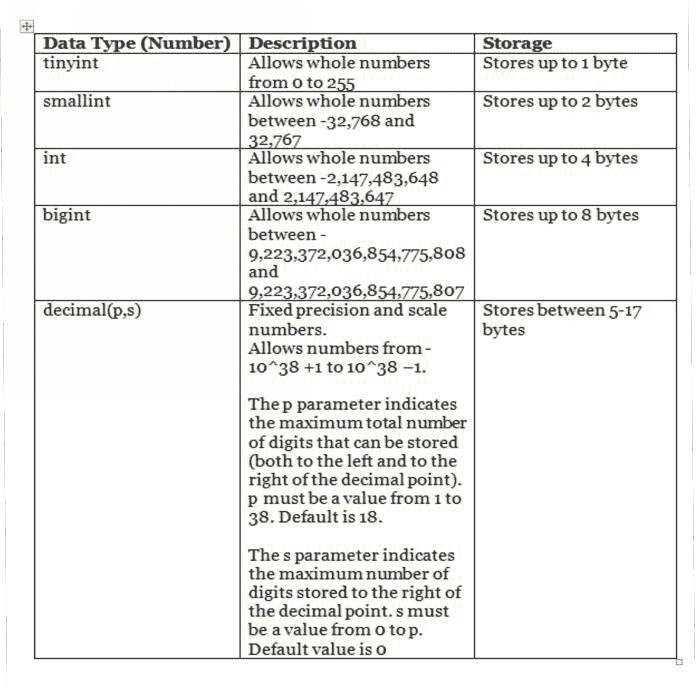 Data Type (Number) Description Storage
tinyint Allows whole numbers Stores up to 1 byte
from 0 to 255
smallint Allows whole numbers Stores up to 2 bytes
between -32,768 and
32,767
int Allows whole numbers Stores up to 4 bytes
between -2,147,483,648
and 2,147,483,647
bigint Allows whole numbers Stores up to 8 bytes
between -
9,223,372,036,854,775,808
and
9,223,372,036,854,775,807
decimal(p,s) Fixed precision and scale Stores between 5-17
numbers. bytes
Allows numbers from -
10^38 +1 to 10^38 –1.
The p parameter indicates
the maximum total number
of digits that can be stored
(both to the left and to the
right of the decimal point).
p must be a value from 1 to
38. Default is 18.
The s parameter indicates
the maximum number of
digits stored to the right of
the decimal point. s must
be a value from 0 to p.
Default value is 0